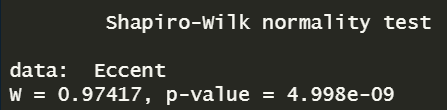 Shapiro-Wilk normality test
data:  Eccent
W = 0.97417, p-value = 4.998e-09